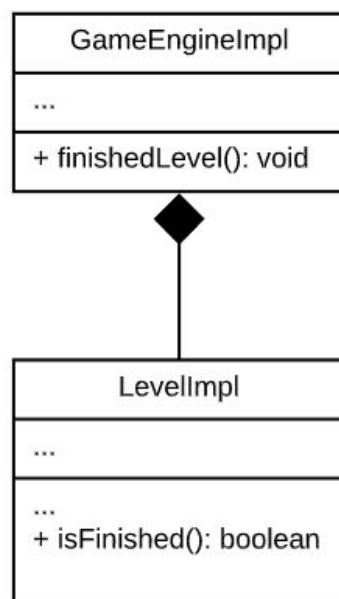 GameEngineImpl
...
+ finishedLevel(): void
LevelImpl
...
...
+ isFinished(): boolean